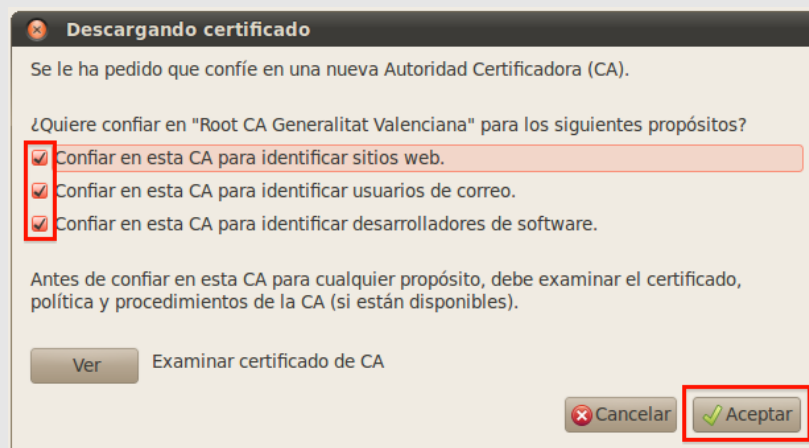 Descargando certificado
Se le ha pedido que confíe en una nueva Autoridad Certificadora (CA).
¿Quiere confiar en "Root CA Generalitat Valenciana" para los siguientes propósitos?
Confiar en esta CA para identificar sitios web.
Confiar en esta CA para identificar usuarios de correo.
Confiar en esta CA para identificar desarrolladores de software.
Antes de confiar en esta CA para cualquier propósito, debe examinar el certificado,
política y procedimientos de la CA (si están disponibles).
Ver Examinar certificado de CA
Cancelar Aceptar